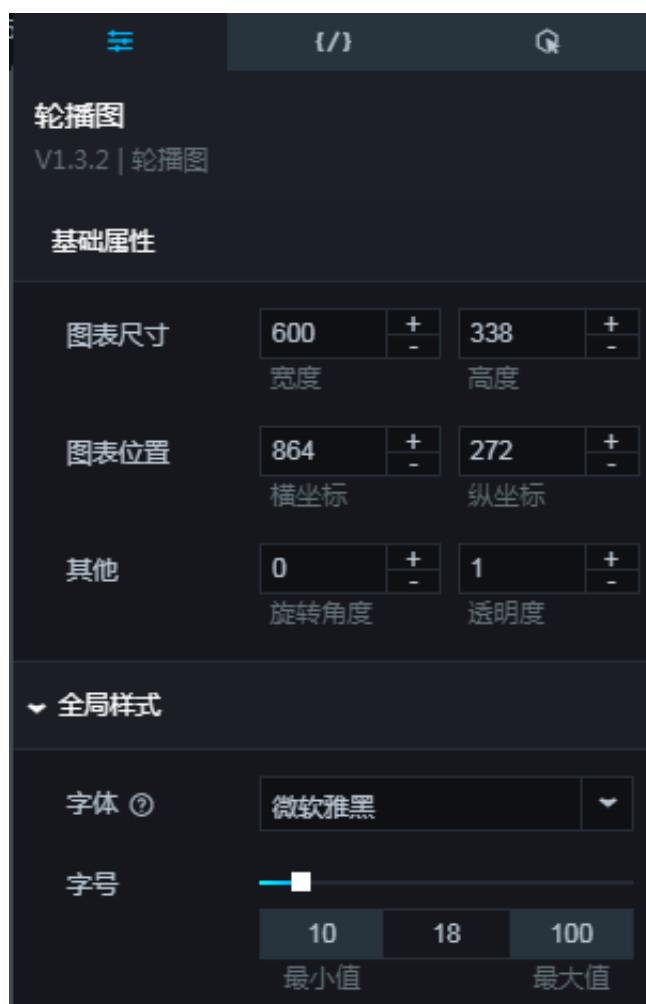 {/}
轮播图
V1.3.2 | 轮播图
基础属性
图表尺寸 600 + - 338 + -
宽度 高度
图表位置 864 + - 272 + -
横坐标 纵坐标
其他 0 + - 1 + -
旋转角度 透明度
全局样式
字体 ? 微软雅黑
字号
10 18 100
最小值 最大值